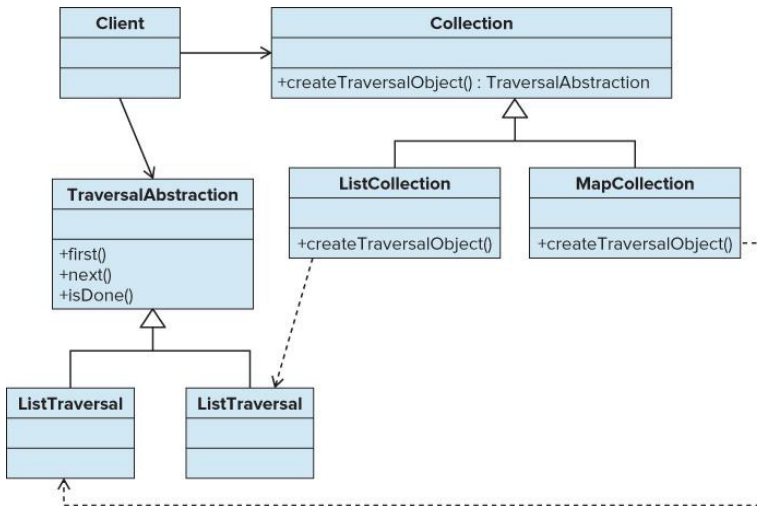 Client
Collection
+createTraversalObject() : TraversalAbstraction
TraversalAbstraction
+first()
+next()
+isDone()
ListCollection
+createTraversalObject()
MapCollection
+createTraversalObject()
ListTraversal
ListTraversal